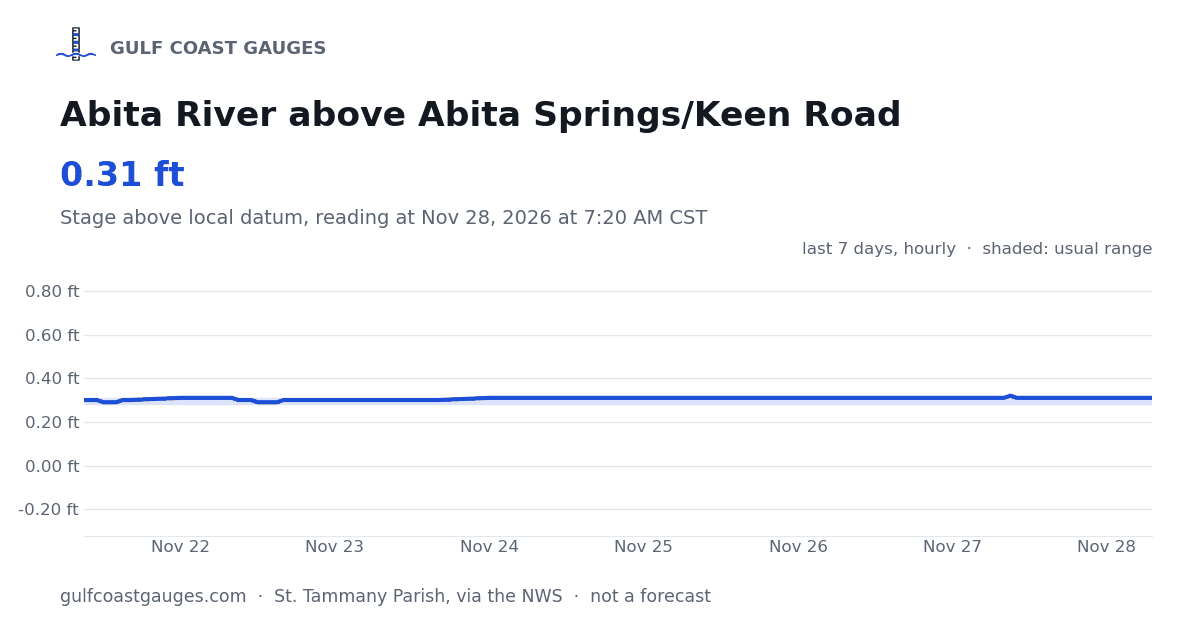 GULF COAST GAUGES
Abita River above Abita Springs/Keen Road
0.31 ft
Stage above local datum, reading at Nov 28, 2026 at 7:20 AM CST
last 7 days, hourly · shaded: usual range
0.80 ft
0.60 ft
0.40 ft
0.20 ft
0.00 ft
-0.20 ft
Nov 22 Nov 23 Nov 24 Nov 25 Nov 26 Nov 27 Nov 28
gulfcoastgauges.com · St. Tammany Parish, via the NWS · not a forecast